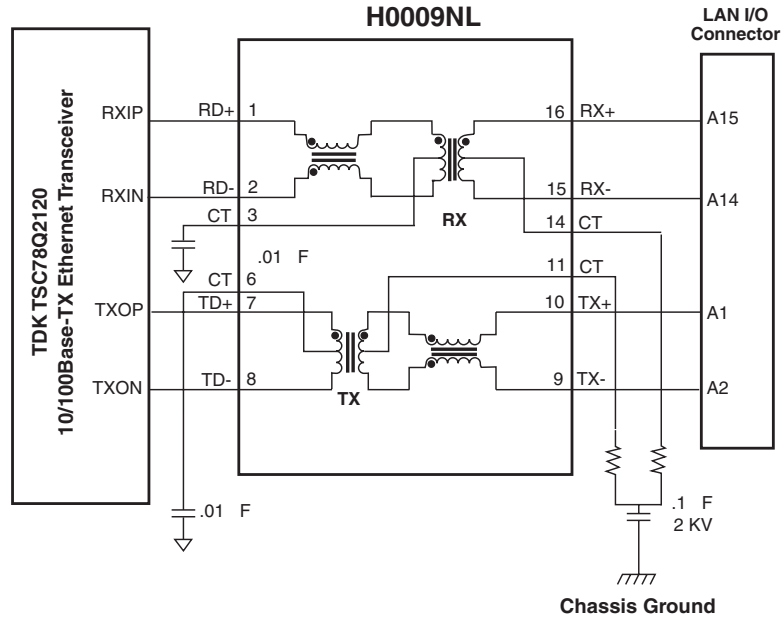 H0009NL
LAN I/O
Connector
TDK TSC78Q2120
10/100Base-TX Ethernet Transceiver
RXIP RD+ 1 16 RX+ A15
RXIN RD- 2 15 RX- A14
CT 3 RX 14 CT
.01 F
11 CT
CT 6
TXOP TD+ 7 10 TX+ A1
TXON TD- 8 9 TX- A2
TX
.01 F
.1 F
2 KV
Chassis Ground